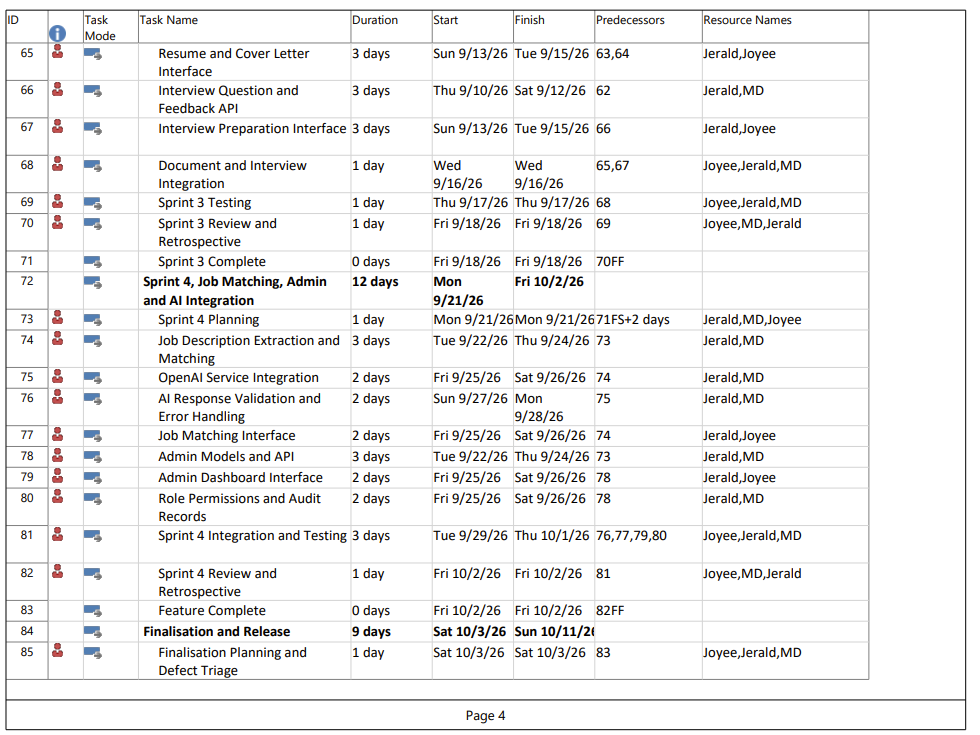 ID Task Mode Task Name Duration Start Finish Predecessors Resource Names
65 Resume and Cover Letter Interface 3 days Sun 9/13/26 Tue 9/15/26 63,64 Jerald,Joyee
66 Interview Question and Feedback API 3 days Thu 9/10/26 Sat 9/12/26 62 Jerald,MD
67 Interview Preparation Interface 3 days Sun 9/13/26 Tue 9/15/26 66 Jerald,Joyee
68 Document and Interview Integration 1 day Wed 9/16/26 Wed 9/16/26 65,67 Joyee,Jerald,MD
69 Sprint 3 Testing 1 day Thu 9/17/26 Thu 9/17/26 68 Joyee,Jerald,MD
70 Sprint 3 Review and Retrospective 1 day Fri 9/18/26 Fri 9/18/26 69 Joyee,MD,Jerald
71 Sprint 3 Complete 0 days Fri 9/18/26 Fri 9/18/26 70FF
72 Sprint 4, Job Matching, Admin and AI Integration 12 days Mon 9/21/26 Fri 10/2/26
73 Sprint 4 Planning 1 day Mon 9/21/26 Mon 9/21/26 71FS+2 days Jerald,MD,Joyee
74 Job Description Extraction and Matching 3 days Tue 9/22/26 Thu 9/24/26 73 Jerald,MD
75 OpenAI Service Integration 2 days Fri 9/25/26 Sat 9/26/26 74 Jerald,MD
76 AI Response Validation and Error Handling 2 days Sun 9/27/26 Mon 9/28/26 75 Jerald,MD
77 Job Matching Interface 2 days Fri 9/25/26 Sat 9/26/26 74 Jerald,Joyee
78 Admin Models and API 3 days Tue 9/22/26 Thu 9/24/26 73 Jerald,MD
79 Admin Dashboard Interface 2 days Fri 9/25/26 Sat 9/26/26 78 Jerald,Joyee
80 Role Permissions and Audit Records 2 days Fri 9/25/26 Sat 9/26/26 78 Jerald,MD
81 Sprint 4 Integration and Testing 3 days Tue 9/29/26 Thu 10/1/26 76,77,79,80 Joyee,Jerald,MD
82 Sprint 4 Review and Retrospective 1 day Fri 10/2/26 Fri 10/2/26 81 Joyee,MD,Jerald
83 Feature Complete 0 days Fri 10/2/26 Fri 10/2/26 82FF
84 Finalisation and Release 9 days Sat 10/3/26 Sun 10/11/26
85 Finalisation Planning and Defect Triage 1 day Sat 10/3/26 Sat 10/3/26 83 Joyee,Jerald,MD
Page 4